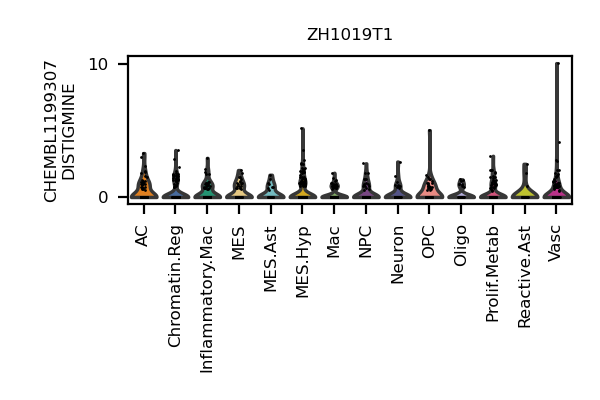 ZH1019T1
CHEMBL1199307
DISTIGMINE
10
0
AC
Chromatin.Reg
Inflammatory.Mac
MES
MES.Ast
MES.Hyp
Mac
NPC
Neuron
OPC
Oligo
Prolif.Metab
Reactive.Ast
Vasc